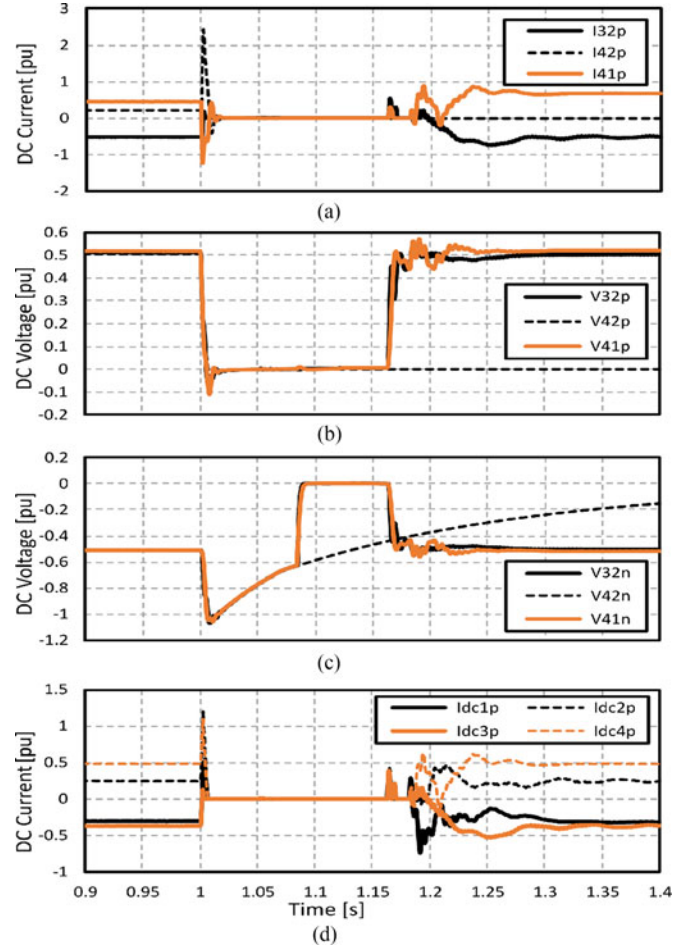 DC Current [pu]
3
2
1
0
-1
2
I32p
I42p
I41p
(a)
DC Voltage [pu]
0.6
0.5
0.4
0.3
0.2
0.1
0
-0.1
-0.2
V32p
V42p
V41p
(b)
DC Voltage [pu]
0.2
0
-0.2
-0.4
-0.6
-0.8
-1
-1.2
V32n
V42n
V41n
(c)
DC Current [pu]
1.5
1
0.5
0
-0.5
-1
Idc1p
Idc2p
Idc3p
Idc4p
0.9 0.95 1 1.05 1.1 1.15 1.2 1.25 1.3 1.35 1.4
Time [s]
(d)